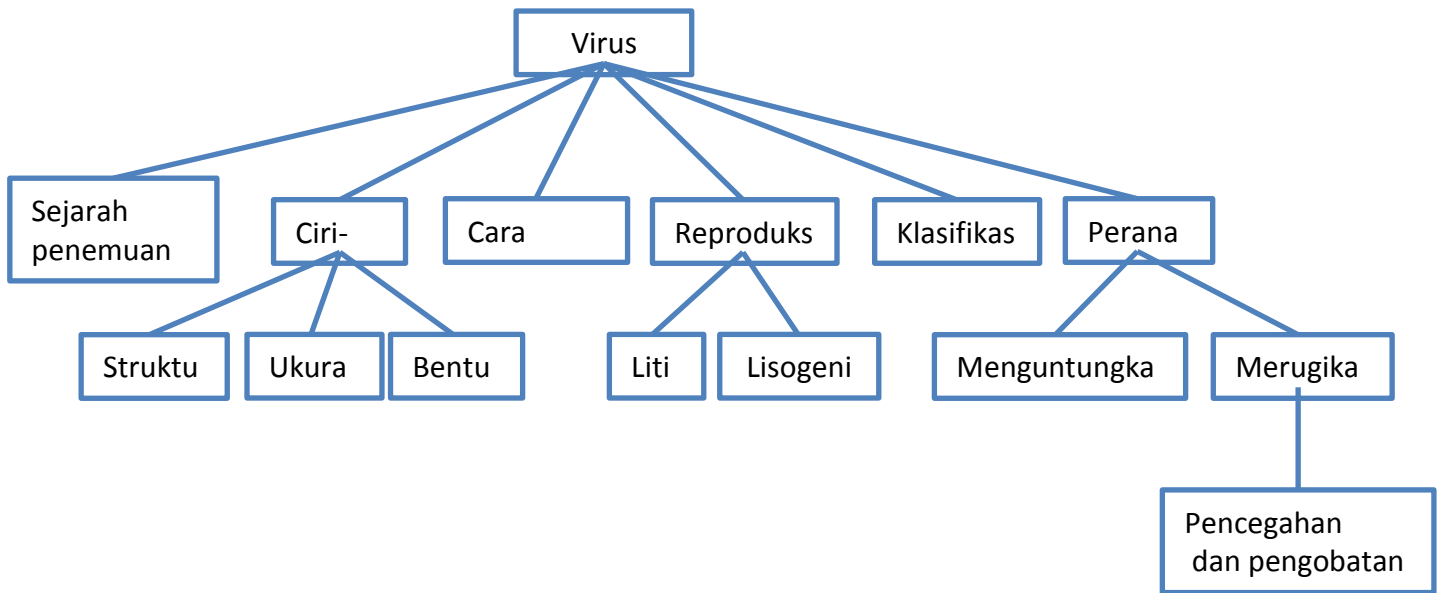 Virus
Sejarah
penemuan
Ciri-
Cara
Reproduks
Klasifikas
Perana
Struktu
Ukura
Bentu
Liti
Lisogeni
Menguntungka
Merugika
Pencegahan
dan pengobatan